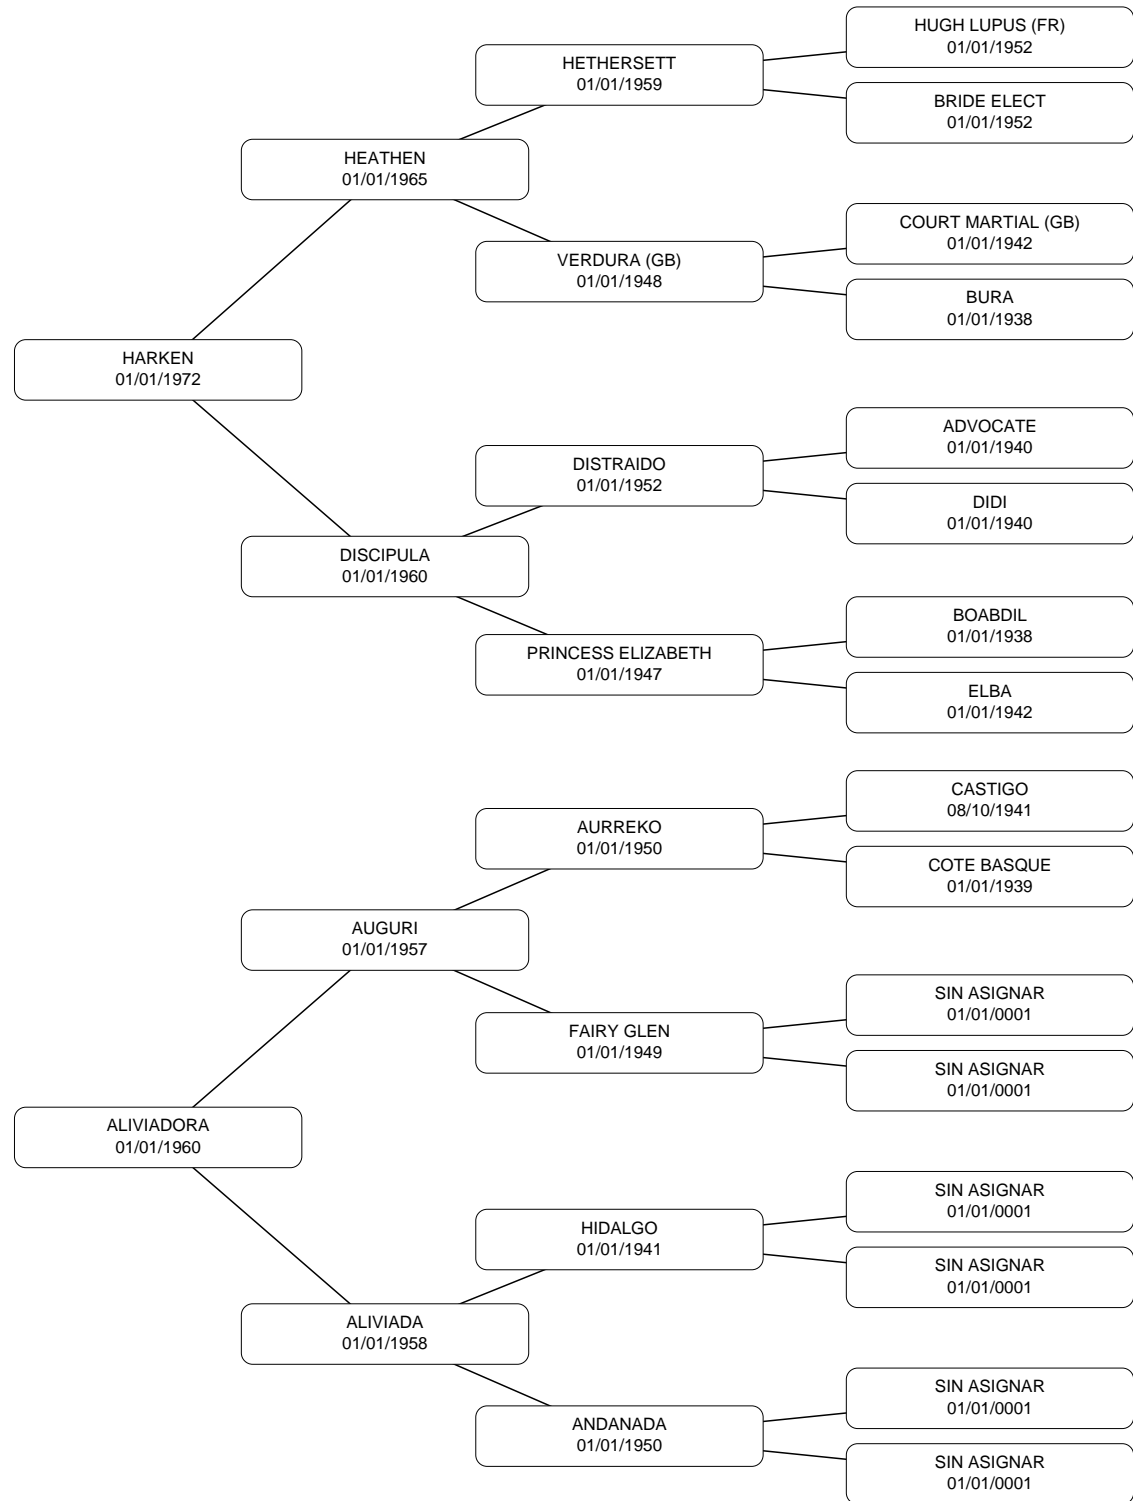 HUGH LUPUS (FR)
01/01/1952
HETHERSETT
01/01/1959
BRIDE ELECT
01/01/1952
HEATHEN
01/01/1965
COURT MARTIAL (GB)
01/01/1942
VERDURA (GB)
01/01/1948
BURA
01/01/1938
HARKEN
01/01/1972
ADVOCATE
01/01/1940
DISTRAIDO
01/01/1952
DIDI
01/01/1940
DISCIPULA
01/01/1960
BOABDIL
01/01/1938
PRINCESS ELIZABETH
01/01/1947
ELBA
01/01/1942
CASTIGO
08/10/1941
AURREKO
01/01/1950
COTE BASQUE
01/01/1939
AUGURI
01/01/1957
SIN ASIGNAR
01/01/0001
FAIRY GLEN
01/01/1949
SIN ASIGNAR
01/01/0001
ALIVIADORA
01/01/1960
SIN ASIGNAR
01/01/0001
HIDALGO
01/01/1941
SIN ASIGNAR
01/01/0001
ALIVIADA
01/01/1958
SIN ASIGNAR
01/01/0001
ANDANADA
01/01/1950
SIN ASIGNAR
01/01/0001